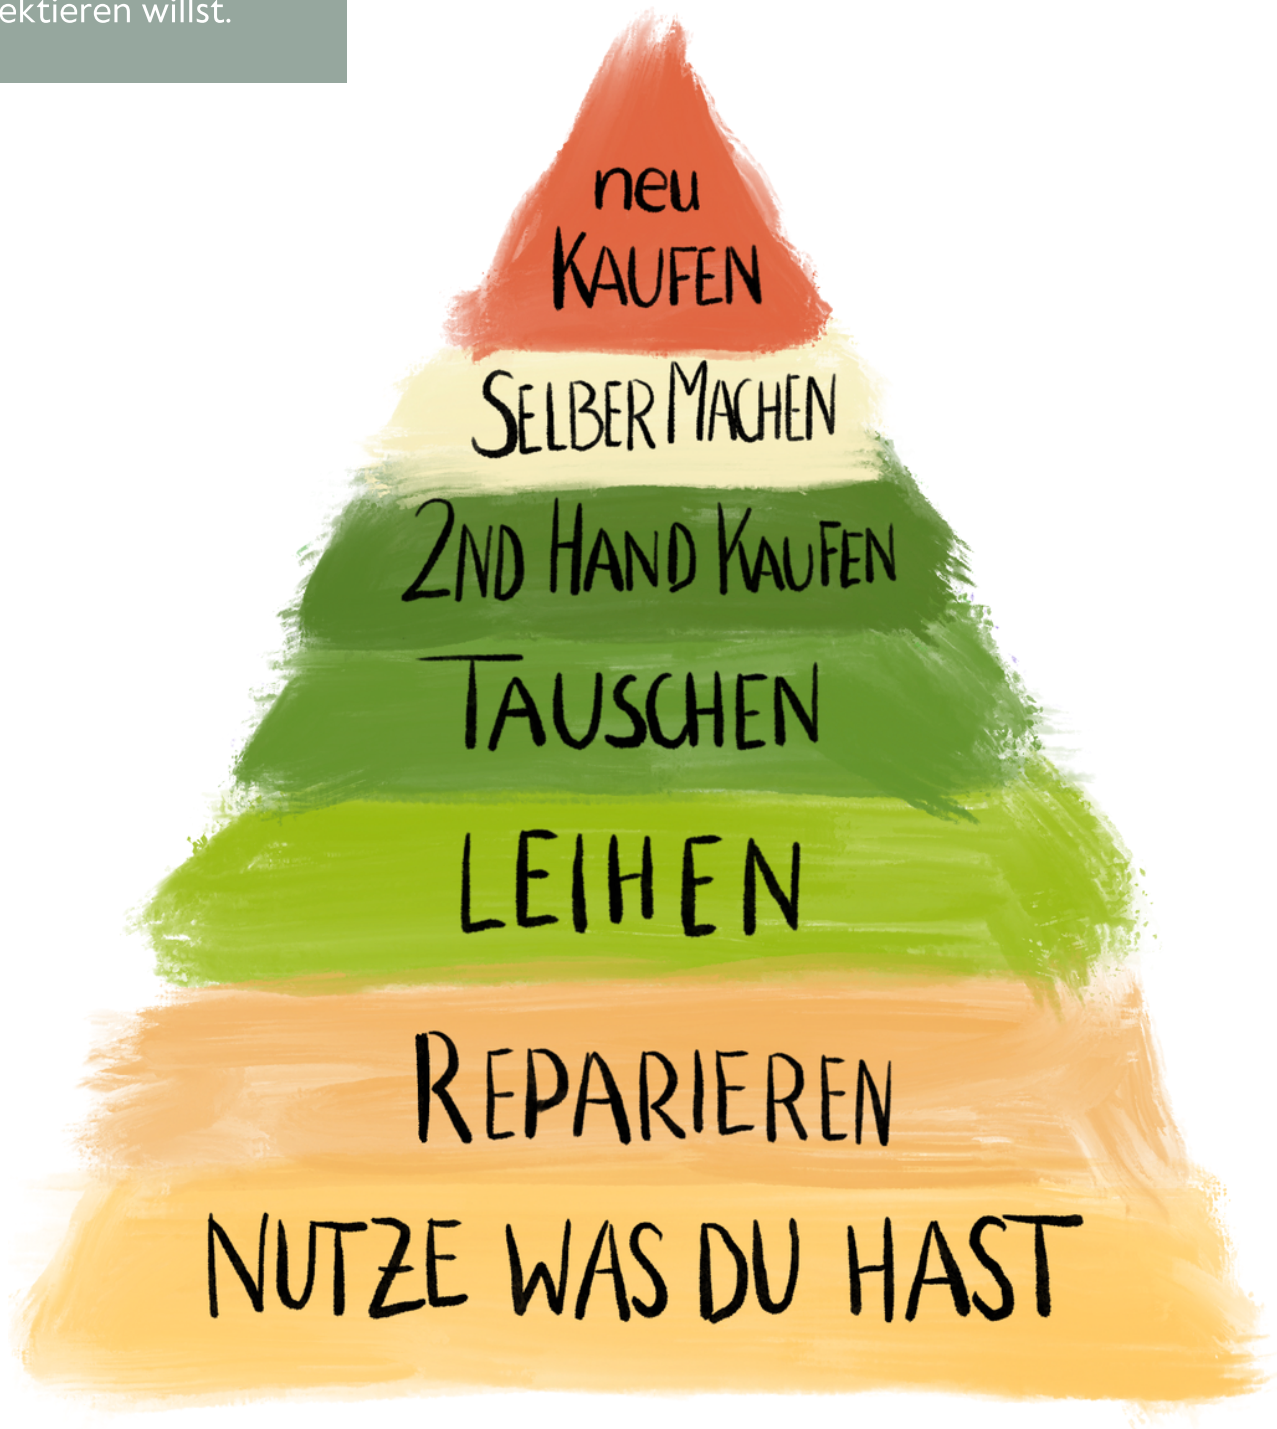 ektieren willst.
neu
KAUFEN
SELBER MACHEN
2ND HAND KAUFEN
TAUSCHEN
LEIHEN
REPARIEREN
NUTZE WAS DU HAST